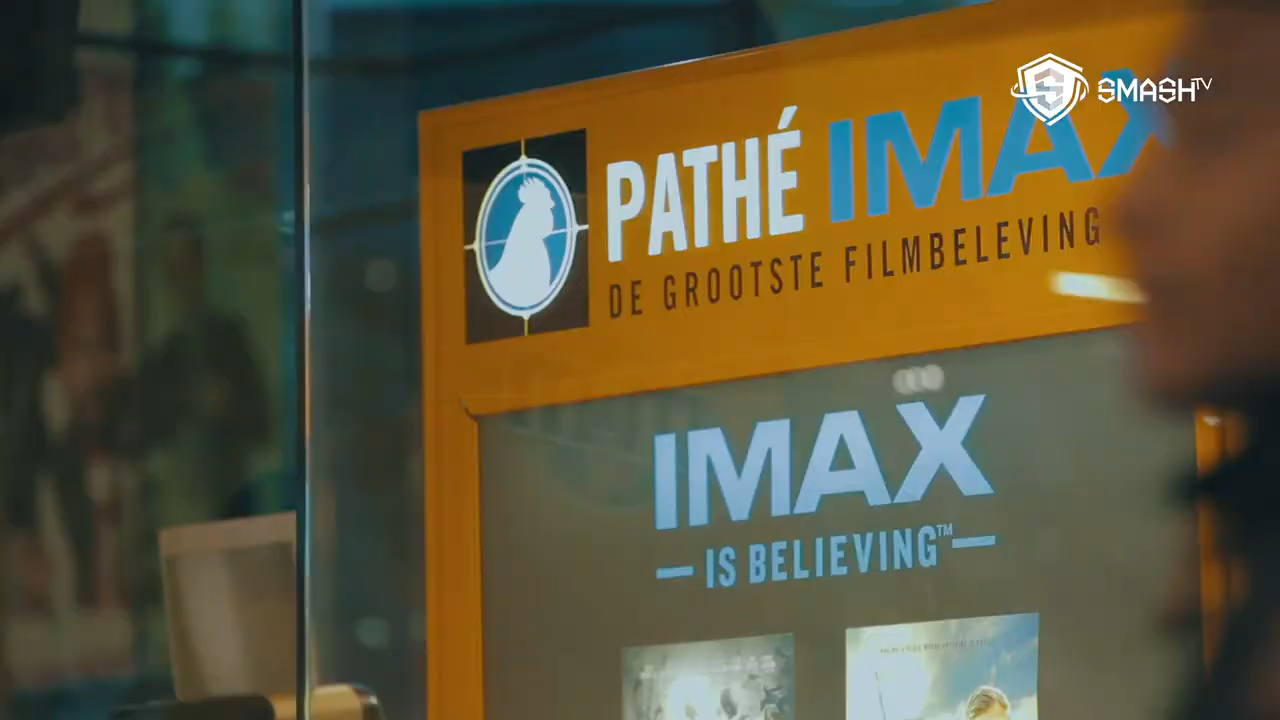 SMASHTV
PATHÉ IMAX
DE GROOTSTE FILMBELEVING
IMAX
IS BELIEVING™